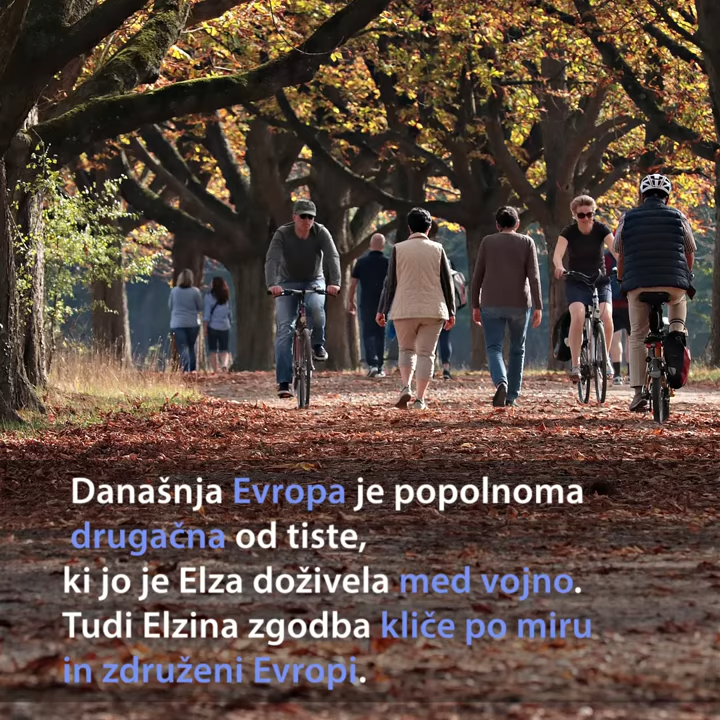 Današnja Evropa je popolnoma
drugačna od tiste,
ki jo je Elza doživela med vojno.
Tudi Elzina zgodba kliče po miru
in združeni Evropi.